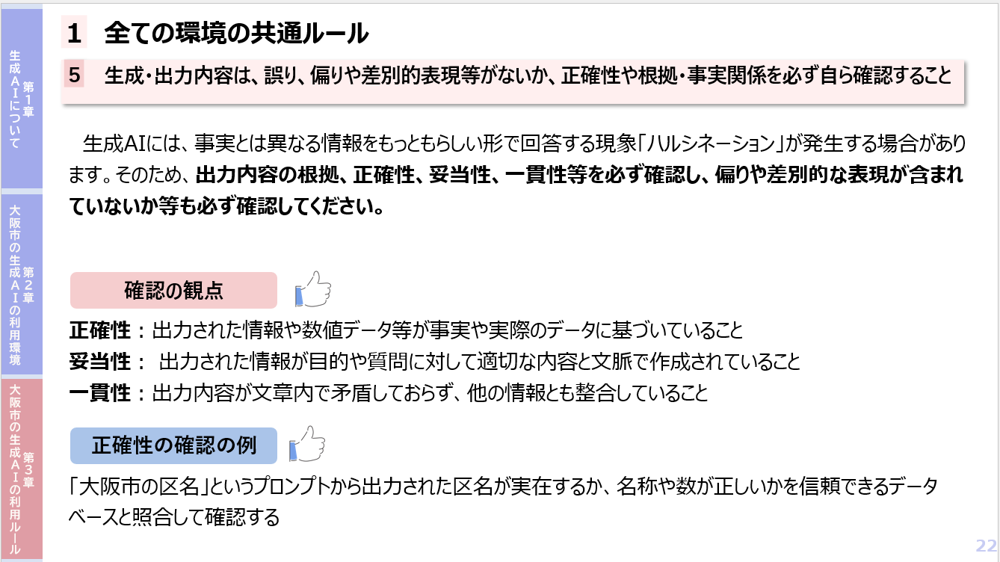 第1章
生成AIについて
第2章
大阪市の生成AIの利用環境
第3章
大阪市の生成AIの利用ルール
1 全ての環境の共通ルール
5 生成・出力内容は、誤り、偏りや差別的表現等がないか、正確性や根拠・事実関係を必ず自ら確認すること
生成AIには、事実とは異なる情報をもっともらしい形で回答する現象「ハルシネーション」が発生する場合があり
ます。そのため、出力内容の根拠、正確性、妥当性、一貫性等を必ず確認し、偏りや差別的な表現が含まれ
ていないか等も必ず確認してください。
確認の観点
正確性：出力された情報や数値データ等が事実や実際のデータに基づいていること
妥当性： 出力された情報が目的や質問に対して適切な内容と文脈で作成されていること
一貫性：出力内容が文章内で矛盾しておらず、他の情報とも整合していること
正確性の確認の例
「大阪市の区名」というプロンプトから出力された区名が実在するか、名称や数が正しいかを信頼できるデータ
ベースと照合して確認する
22